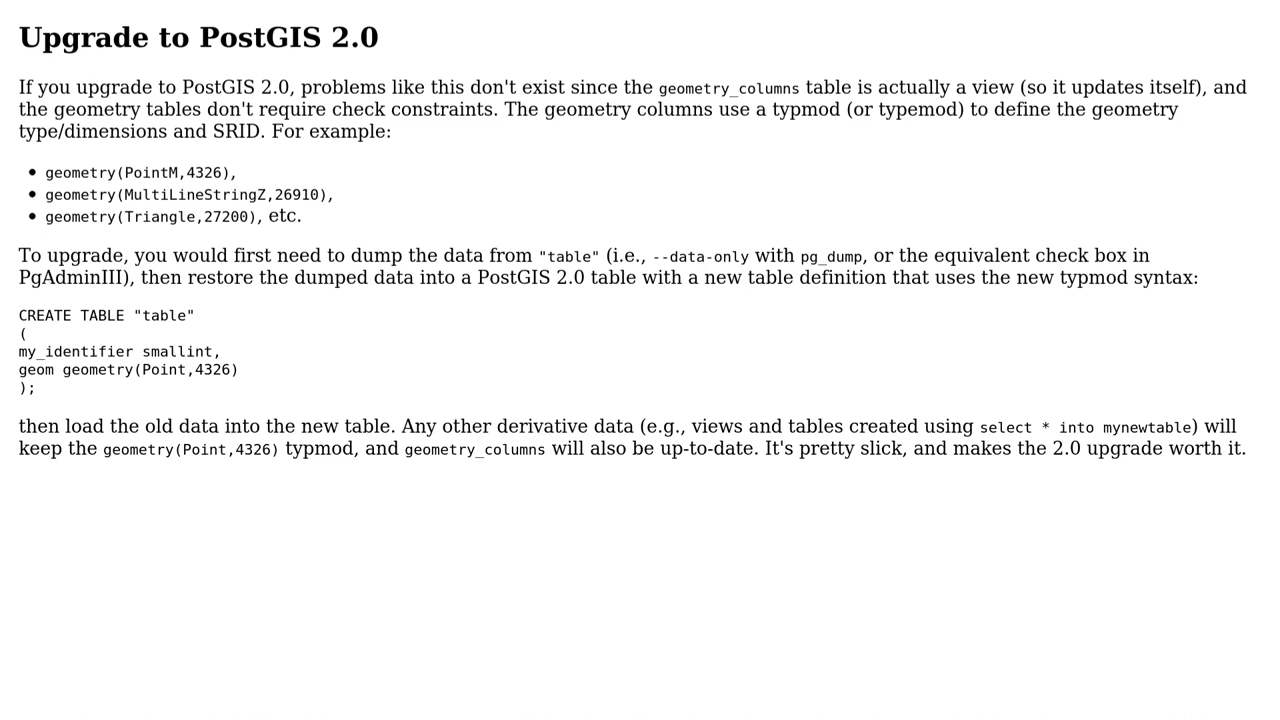 Upgrade to PostGIS 2.0
If you upgrade to PostGIS 2.0, problems like this don't exist since the geometry_columns table is actually a view (so it updates itself), and
the geometry tables don't require check constraints. The geometry columns use a typmod (or typemod) to define the geometry
type/dimensions and SRID. For example:
• geometry(PointM,4326),
• geometry(MultiLineStringZ,26910),
• geometry(Triangle,27200), etc.
To upgrade, you would first need to dump the data from "table" (i.e., --data-only with pg_dump, or the equivalent check box in
PgAdminIII), then restore the dumped data into a PostGIS 2.0 table with a new table definition that uses the new typmod syntax:
CREATE TABLE "table"
(
my_identifier smallint,
geom geometry(Point,4326)
);
then load the old data into the new table. Any other derivative data (e.g., views and tables created using select * into mynewtable) will
keep the geometry(Point,4326) typmod, and geometry_columns will also be up-to-date. It's pretty slick, and makes the 2.0 upgrade worth it.